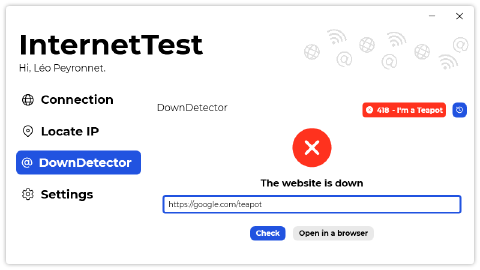 InternetTest
Hi, Léo Peyronnet.
Connection
Locate IP
DownDetector
Settings
DownDetector
418 - I'm a Teapot
The website is down
https://google.com/teapot
Check
Open in a browser